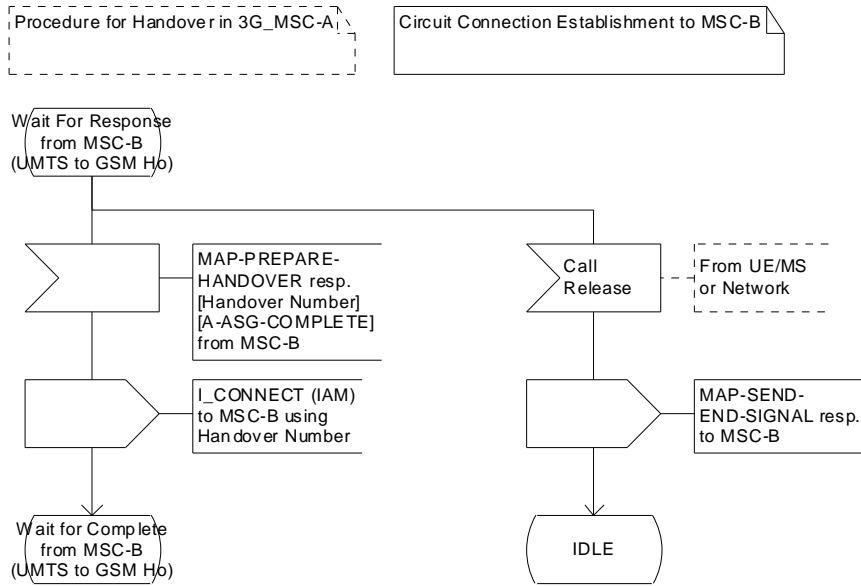 Procedure for Handover in 3G_MSC-A
Circuit Connection Establishment to MSC-B
Wait For Response
from MSC-B
(UMTS to GSM Ho)
MAP-PREPARE-
HANDOVER resp.
[Handover Number]
[A-ASG-COMPLETE]
from MSC-B
Call
Release
From UE/MS
or Network
I_CONNECT (IAM)
to MSC-B using
Handover Number
MAP-SEND-
END-SIGNAL resp.
to MSC-B
Wait for Complete
from MSC-B
(UMTS to GSM Ho)
IDLE